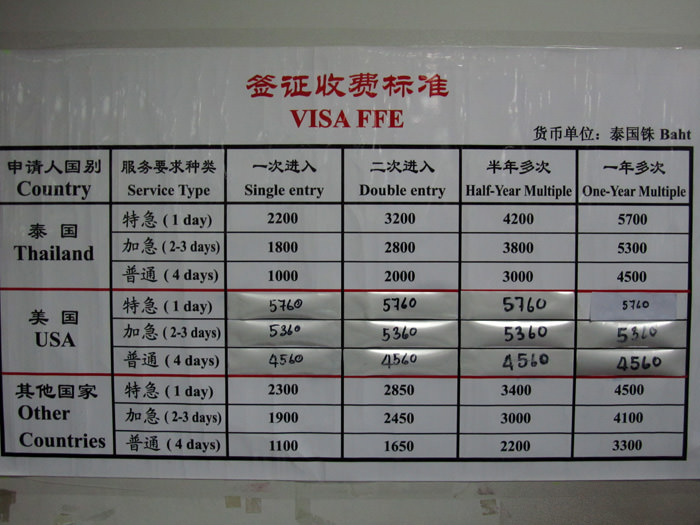 签证收费标准
VISA FFE
货币单位：泰国铢 Baht
申请人国别 服务要求种类 一次进入 二次进入 半年多次 一年多次
Country Service Type Single entry Double entry Half-Year Multiple One-Year Multiple
泰国 特急 ( 1 day) 2200 3200 4200 5700
Thailand 加急 ( 2-3 days) 1800 2800 3800 5300
普通 ( 4 days) 1000 2000 3000 4500
美国 特急 ( 1 day) 5760 5760 5760 5760
USA 加急 ( 2-3 days) 5360 5360 5360 5360
普通 ( 4 days) 4560 4560 4560 4560
其他国家 特急 ( 1 day) 2300 2850 3400 4500
Other 加急 ( 2-3 days) 1900 2450 3000 4100
Countries 普通 ( 4 days) 1100 1650 2200 3300